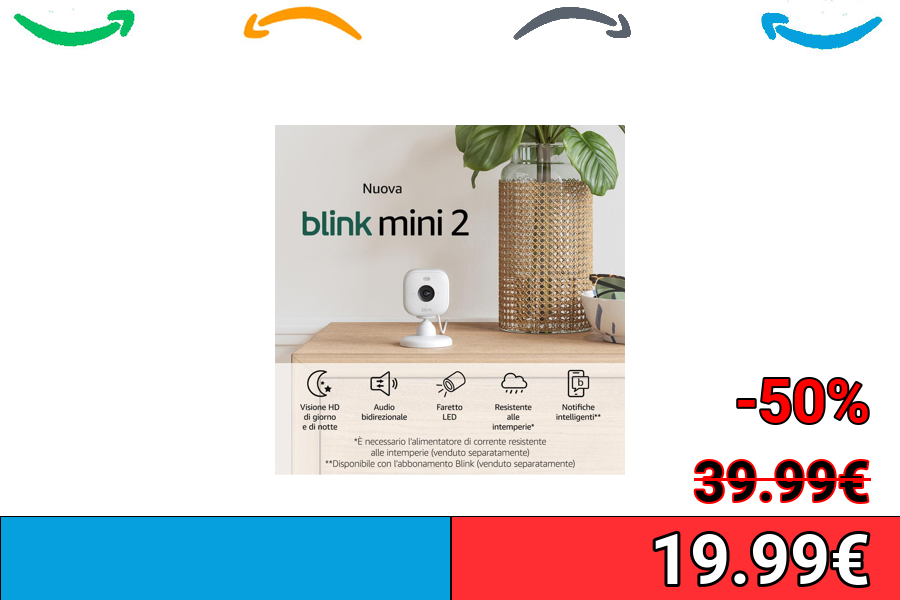 Nuova
blink mini 2
blink
Visione HD
di giorno
e di notte
Audio
bidirezionale
Faretto
LED
Resistente
alle
intemperie*
b
Notifiche
intelligenti**
*È necessario l'alimentatore di corrente resistente
alle intemperie (venduto separatamente)
**Disponibile con l'abbonamento Blink (venduto separatamente)
-50%
39.99€
19.99€